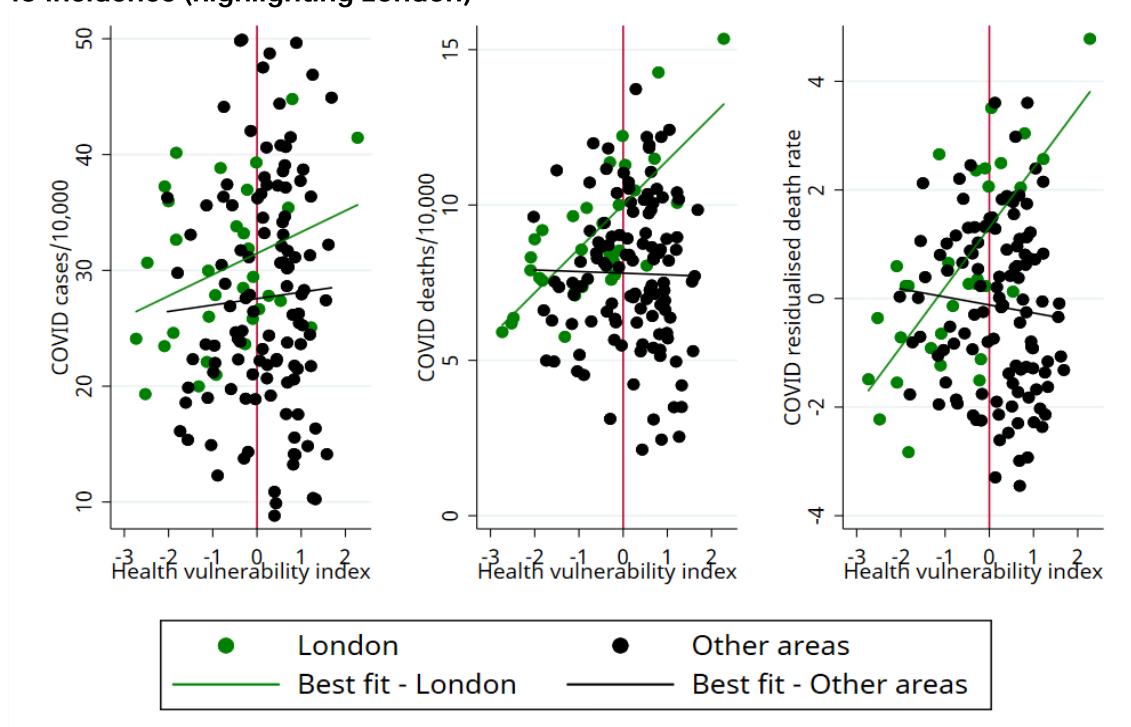 incidence (highlighting London)
COVID cases/10,000
50
40
30
20
10
-3 -2 -1 0 1 2
Health vulnerability index
COVID deaths/10,000
15
10
5
0
-3 -2 -1 0 1 2
Health vulnerability index
COVID residualised death rate
4
2
0
-2
-4
-3 -2 -1 0 1 2
Health vulnerability index
London
Other areas
Best fit - London
Best fit - Other areas